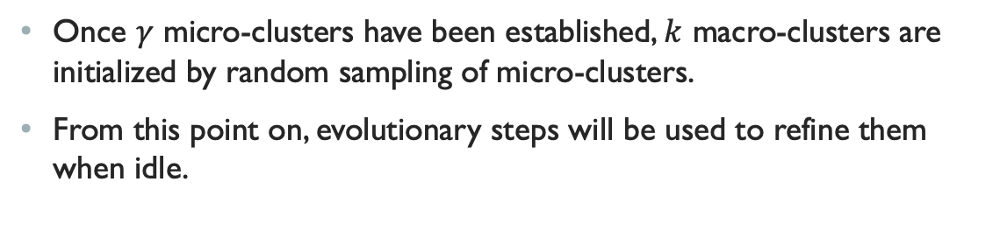 • Once γ micro-clusters have been established, k macro-clusters are
initialized by random sampling of micro-clusters.
• From this point on, evolutionary steps will be used to refine them
when idle.